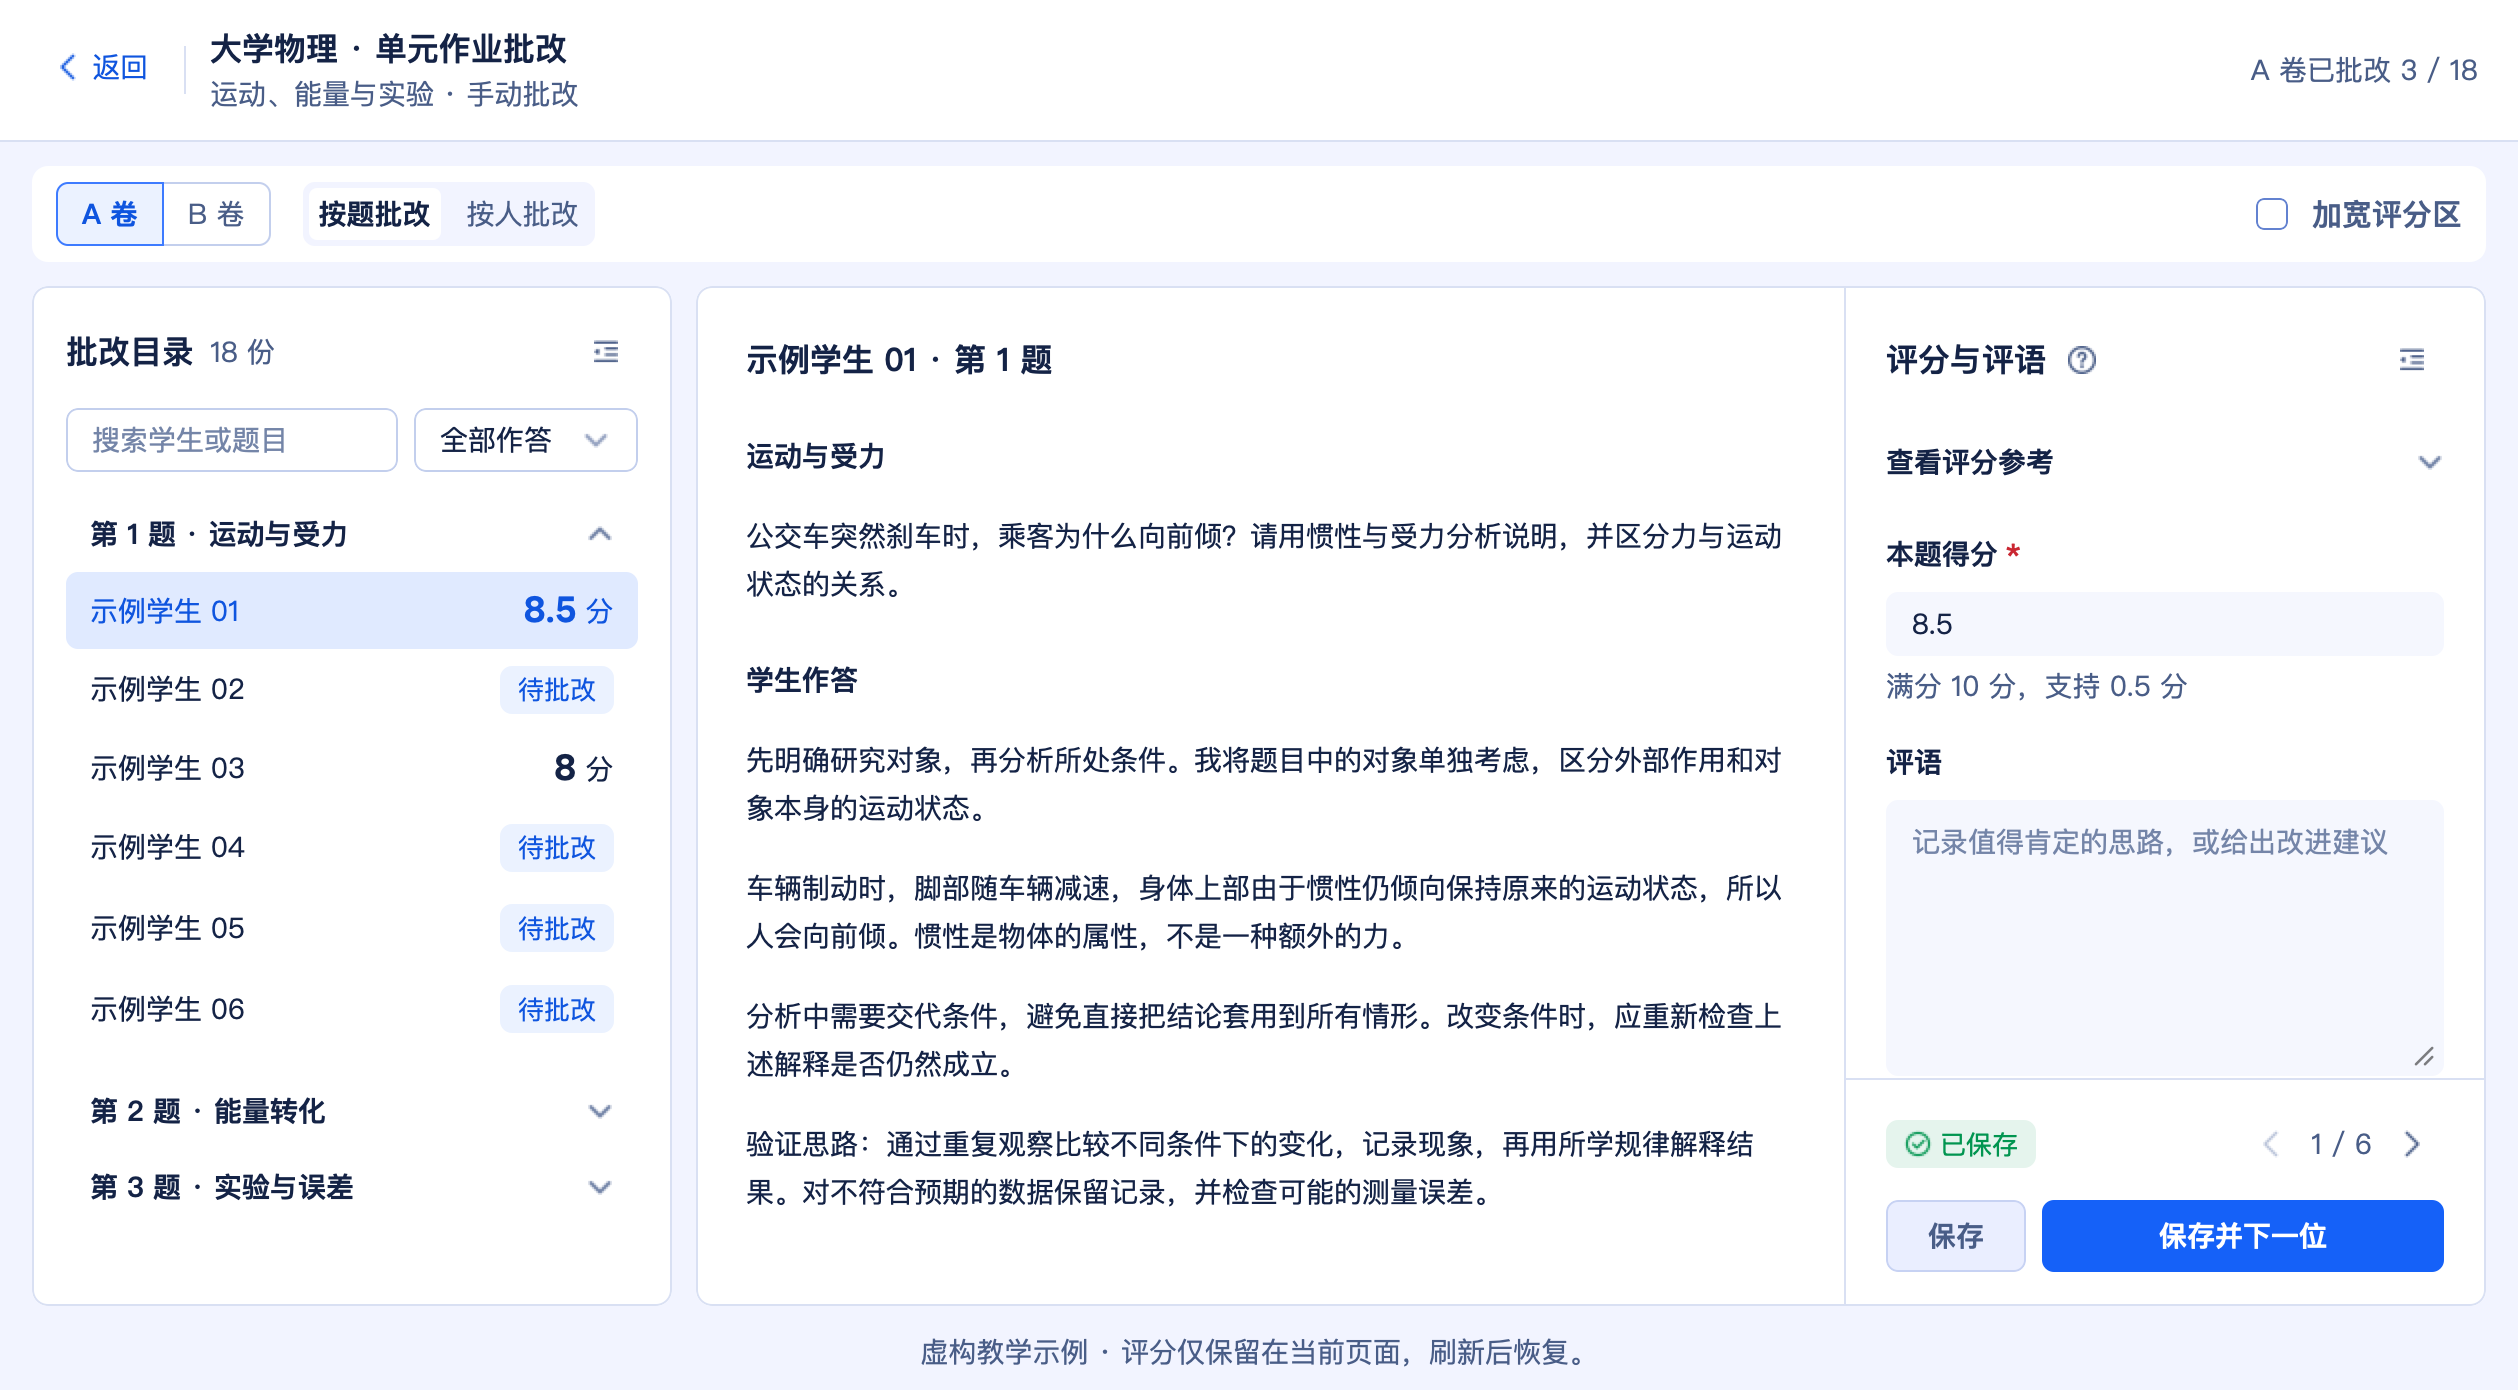 返回
大学物理 · 单元作业批改
运动、能量与实验 · 手动批改
A 卷已批改 3 / 18
A 卷
B 卷
按题批改
按人批改
加宽评分区
批改目录 18 份
搜索学生或题目
全部作答
第 1 题 · 运动与受力
示例学生 01
8.5 分
示例学生 02
待批改
示例学生 03
8 分
示例学生 04
待批改
示例学生 05
待批改
示例学生 06
待批改
第 2 题 · 能量转化
第 3 题 · 实验与误差
示例学生 01 · 第 1 题
运动与受力
公交车突然刹车时，乘客为什么向前倾？请用惯性与受力分析说明，并区分力与运动
状态的关系。
学生作答
先明确研究对象，再分析所处条件。我将题目中的对象单独考虑，区分外部作用和对
象本身的运动状态。
车辆制动时，脚部随车辆减速，身体上部由于惯性仍倾向保持原来的运动状态，所以
人会向前倾。惯性是物体的属性，不是一种额外的力。
分析中需要交代条件，避免直接把结论套用到所有情形。改变条件时，应重新检查上
述解释是否仍然成立。
验证思路：通过重复观察比较不同条件下的变化，记录现象，再用所学规律解释结
果。对不符合预期的数据保留记录，并检查可能的测量误差。
评分与评语 ?
查看评分参考
本题得分 *
8.5
满分 10 分，支持 0.5 分
评语
记录值得肯定的思路，或给出改进建议
已保存
1 / 6
保存
保存并下一位
虚构教学示例 · 评分仅保留在当前页面，刷新后恢复。